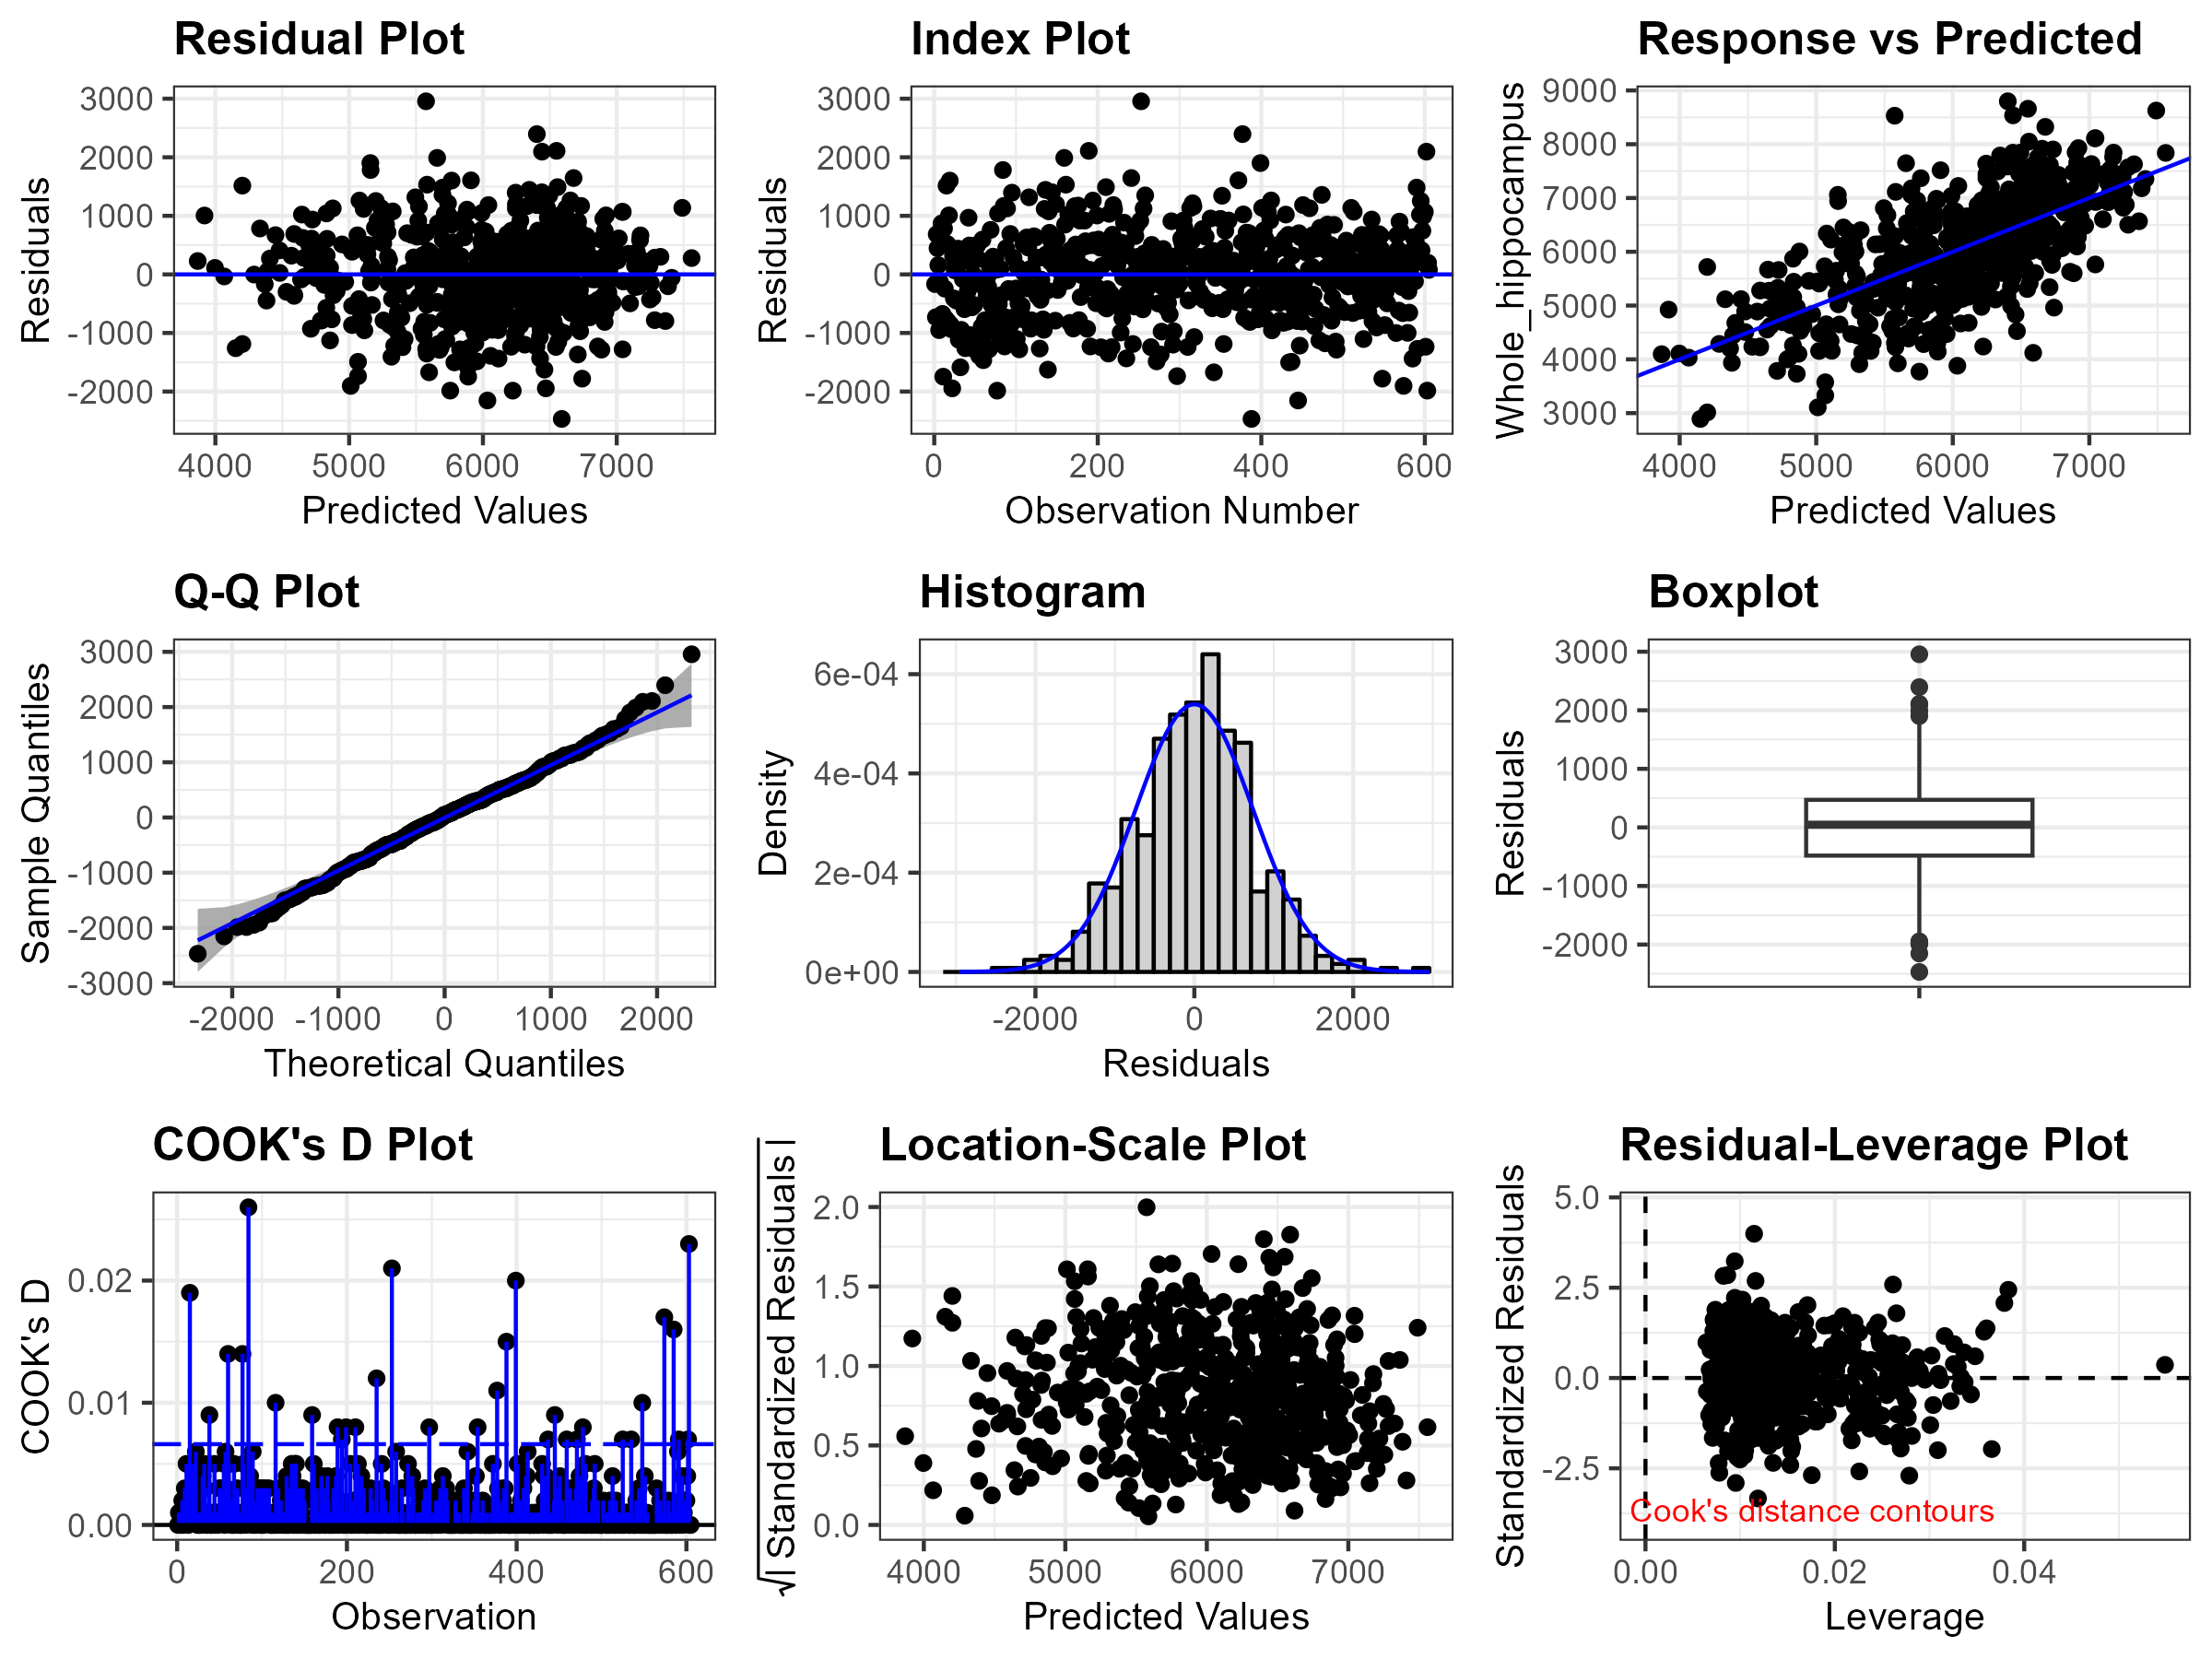 Residual Plot
3000
2000
1000
0
-1000
-2000
Residuals
4000 5000 6000 7000
Predicted Values
Index Plot
3000
2000
1000
0
-1000
-2000
Residuals
0 200 400 600
Observation Number
Response vs Predicted
9000
8000
7000
6000
5000
4000
3000
Whole_hippocampus
4000 5000 6000 7000
Predicted Values
Q-Q Plot
3000
2000
1000
0
-1000
-2000
-3000
Sample Quantiles
-2000 -1000 0 1000 2000
Theoretical Quantiles
Histogram
6e-04
4e-04
2e-04
0e+00
Density
-2000 0 2000
Residuals
Boxplot
3000
2000
1000
0
-1000
-2000
Residuals
COOK's D Plot
0.02
0.01
0.00
COOK's D
0 200 400 600
Observation
Location-Scale Plot
2.0
1.5
1.0
0.5
0.0
√| Standardized Residuals |
4000 5000 6000 7000
Predicted Values
Residual-Leverage Plot
5.0
2.5
0.0
-2.5
Standardized Residuals
Cook's distance contours
0.00 0.02 0.04
Leverage